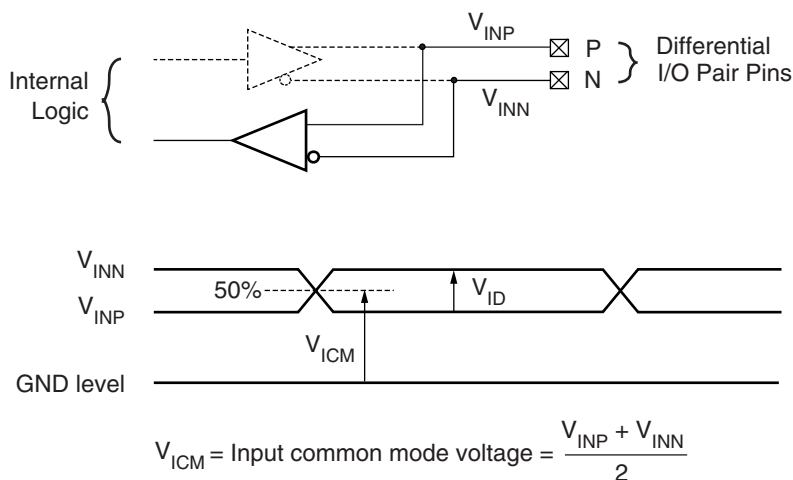 V_INP
P
Differential
I/O Pair Pins
N
Internal
Logic
V_INN
V_INN
50%
V_ID
V_INP
V_ICM
GND level
V_ICM = Input common mode voltage = (V_INP + V_INN) / 2